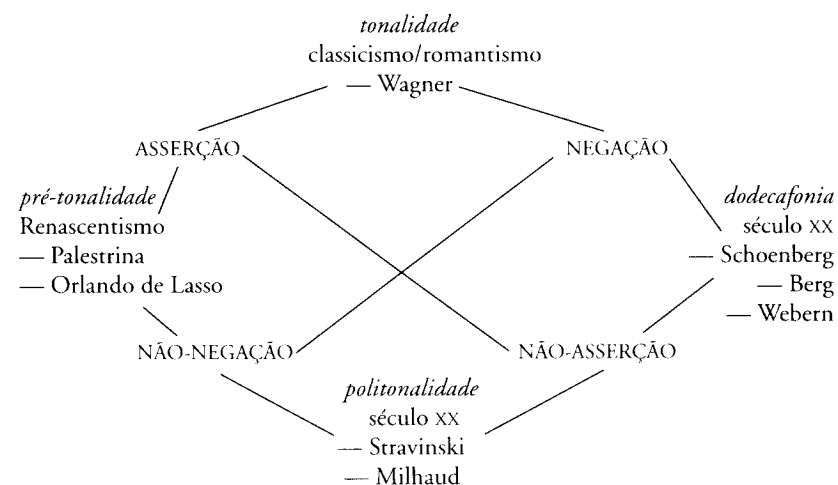 tonalidade
classicismo/romantismo
— Wagner
ASSERÇÃO
NEGAÇÃO
pré-tonalidade
Renascentismo
— Palestrina
— Orlando de Lasso
dodecafonia
século XX
— Schoenberg
— Berg
— Webern
NÃO-NEGAÇÃO
NÃO-ASSERÇÃO
politonalidade
século XX
— Stravinski
— Milhaud